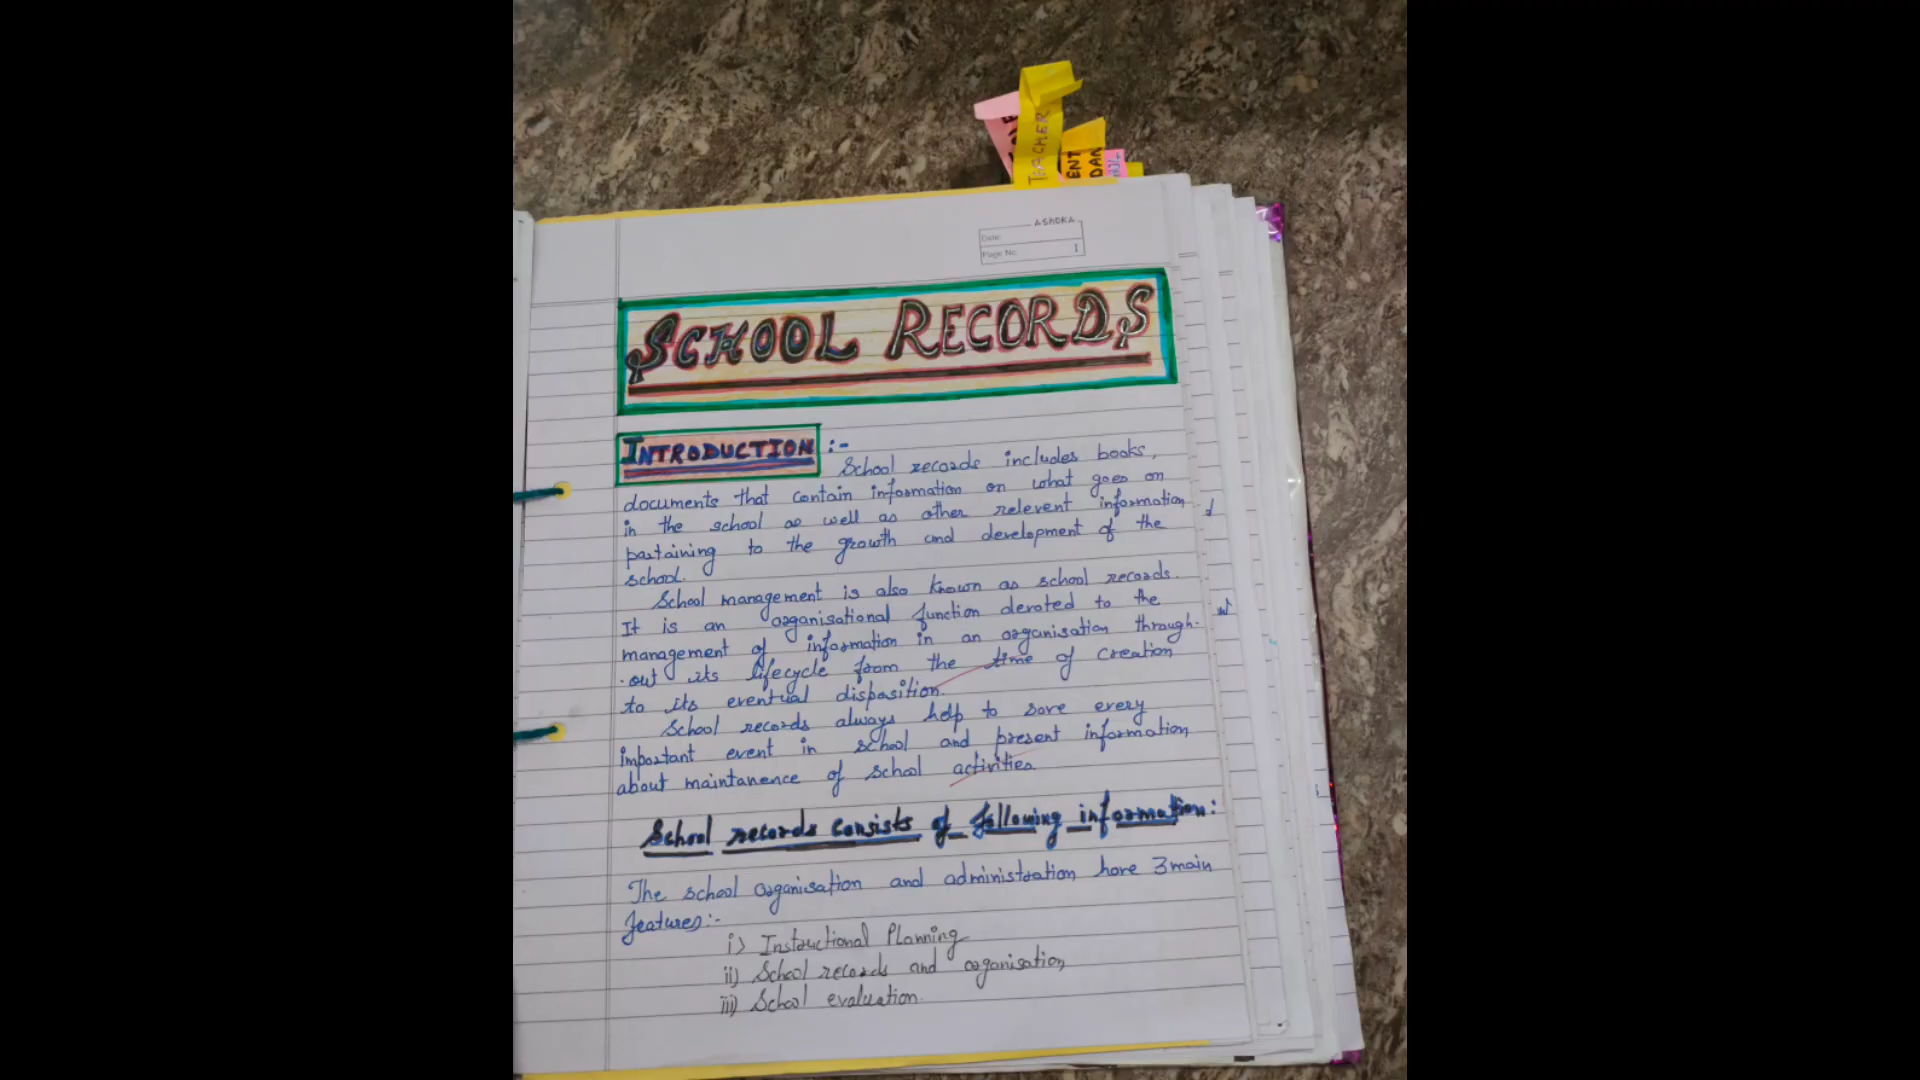 TEACHER
ENT
DAN
ASHOKA
Date:
Page No. 1
SCHOOL RECORDS
INTRODUCTION :-
School records includes books,
documents that contain information on what goes on
in the school as well as other relevent information
partaining to the growth and development of the
school.
School management is also known as school records.
It is an organisational function devoted to the
management of information in an organisation through-
-out its lifecycle from the time of creation
to its eventual disposition.
School records always help to save every
important event in school and present information
about maintanence of school activities
School records consists of following information:
The school organisation and administration have 3 main
features:-
i) Instructional Planning
ii) School records and organisation
iii) School evaluation.